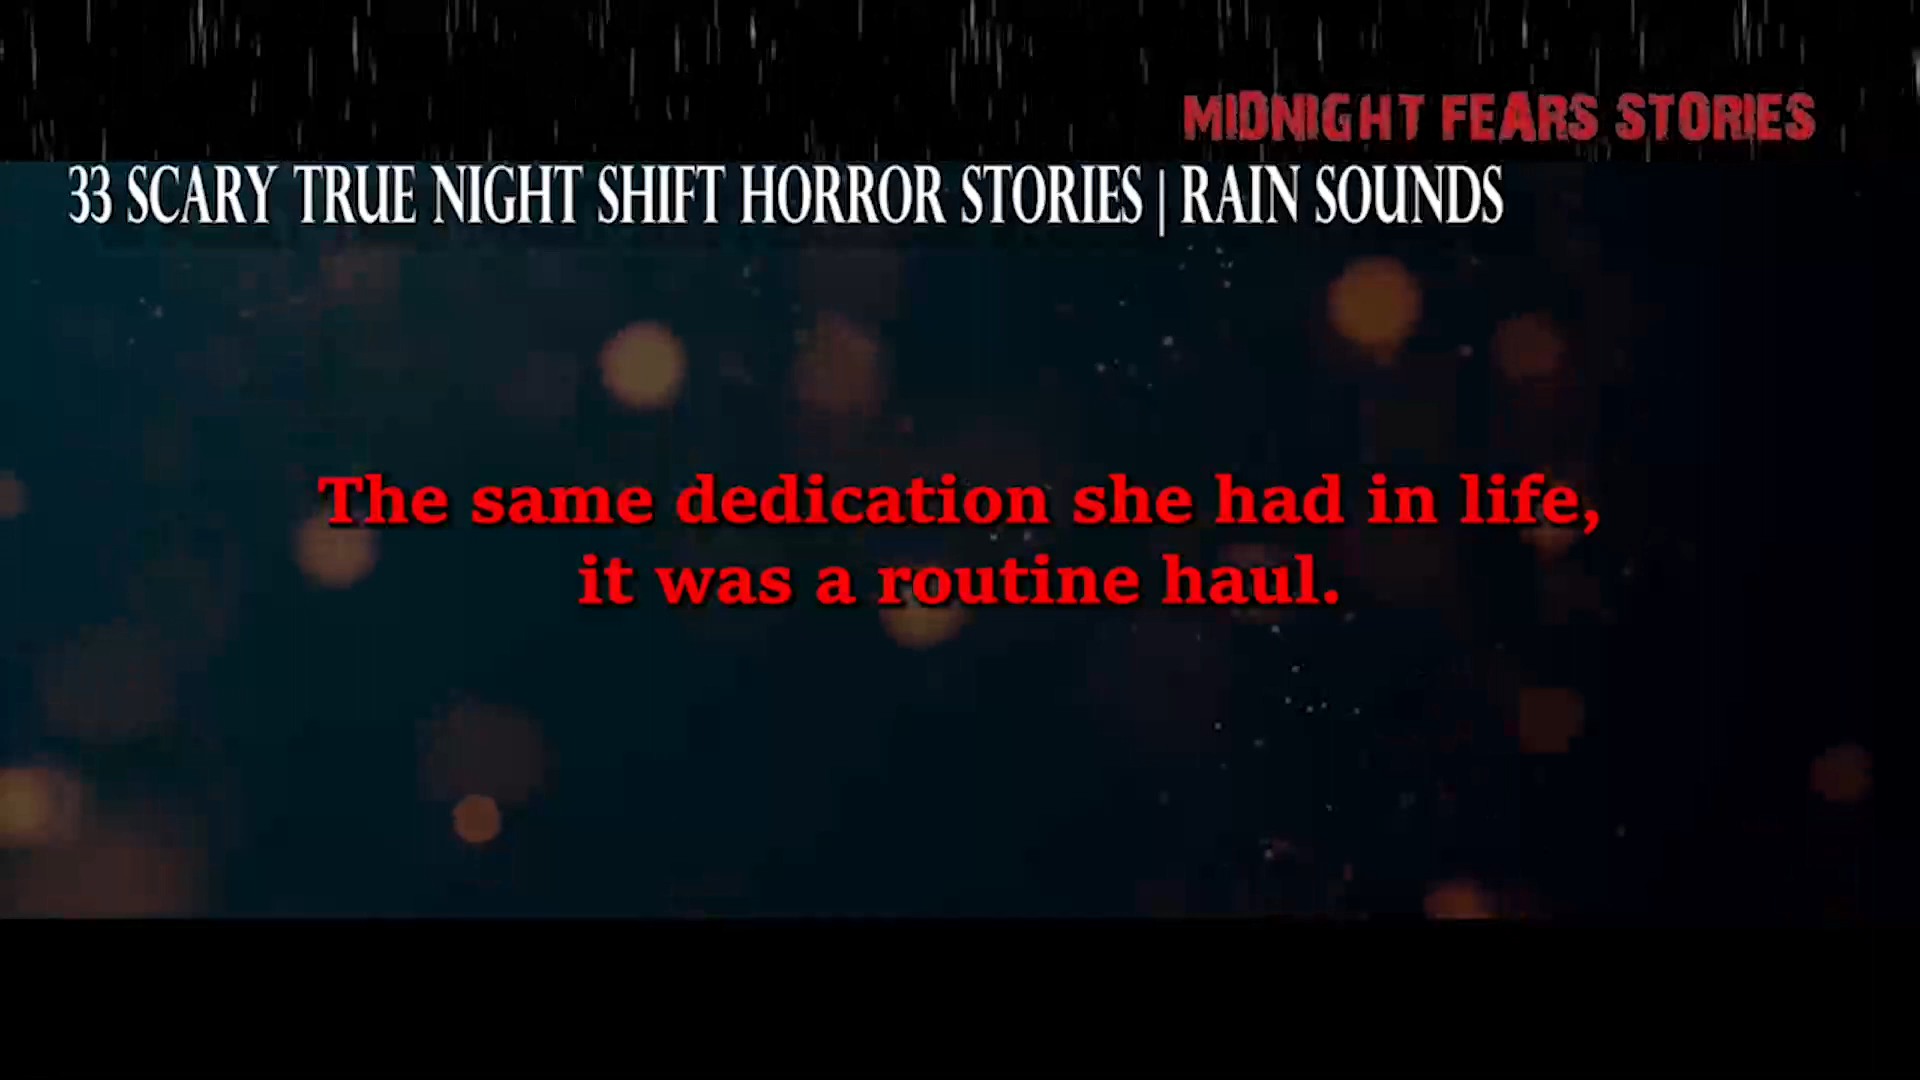 MIDNIGHT FEARS STORIES
33 SCARY TRUE NIGHT SHIFT HORROR STORIES | RAIN SOUNDS
The same dedication she had in life,
it was a routine haul.